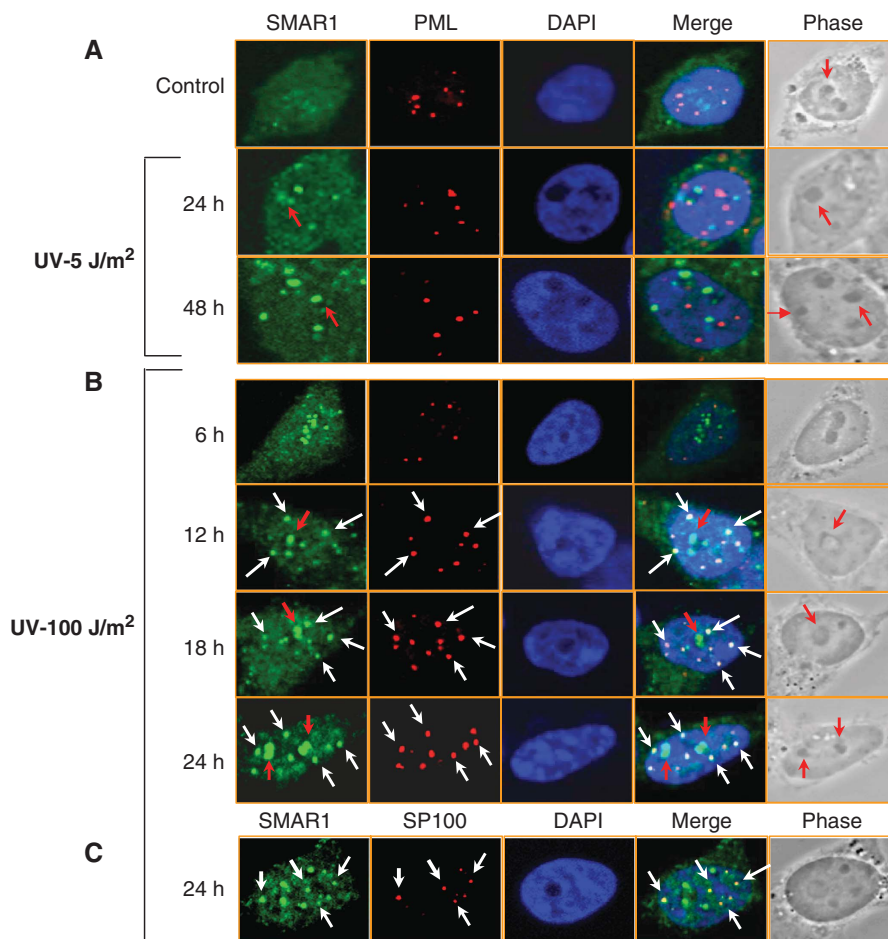 SMAR1 PML DAPI Merge Phase
A
Control
24 h
UV-5 J/m²
48 h
B
6 h
12 h
UV-100 J/m²
18 h
24 h
SMAR1 SP100 DAPI Merge Phase
C
24 h